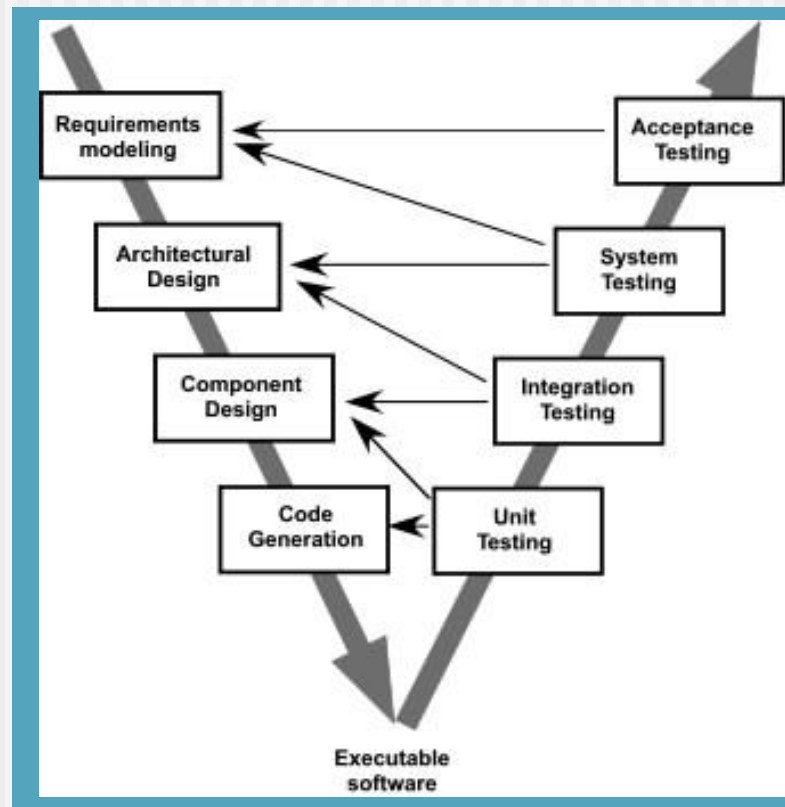 Requirements
modeling
Acceptance
Testing
Architectural
Design
System
Testing
Component
Design
Integration
Testing
Code
Generation
Unit
Testing
Executable
software